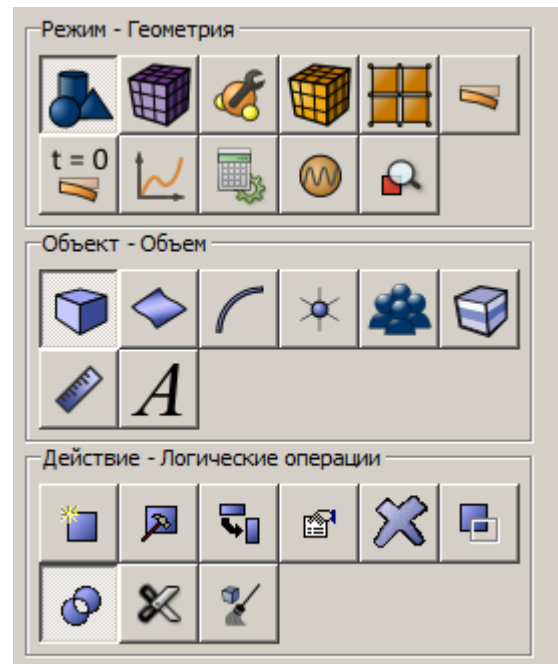 Режим - Геометрия
t = 0
Объект - Объем
A
Действие - Логические операции